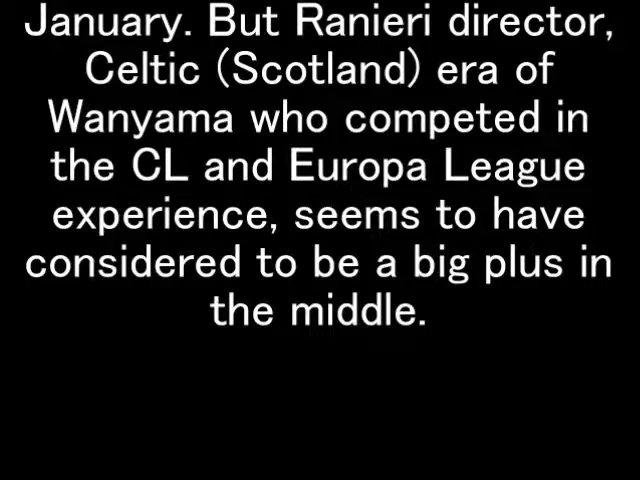 January. But Ranieri director,
Celtic (Scotland) era of
Wanyama who competed in
the CL and Europa League
experience, seems to have
considered to be a big plus in
the middle.